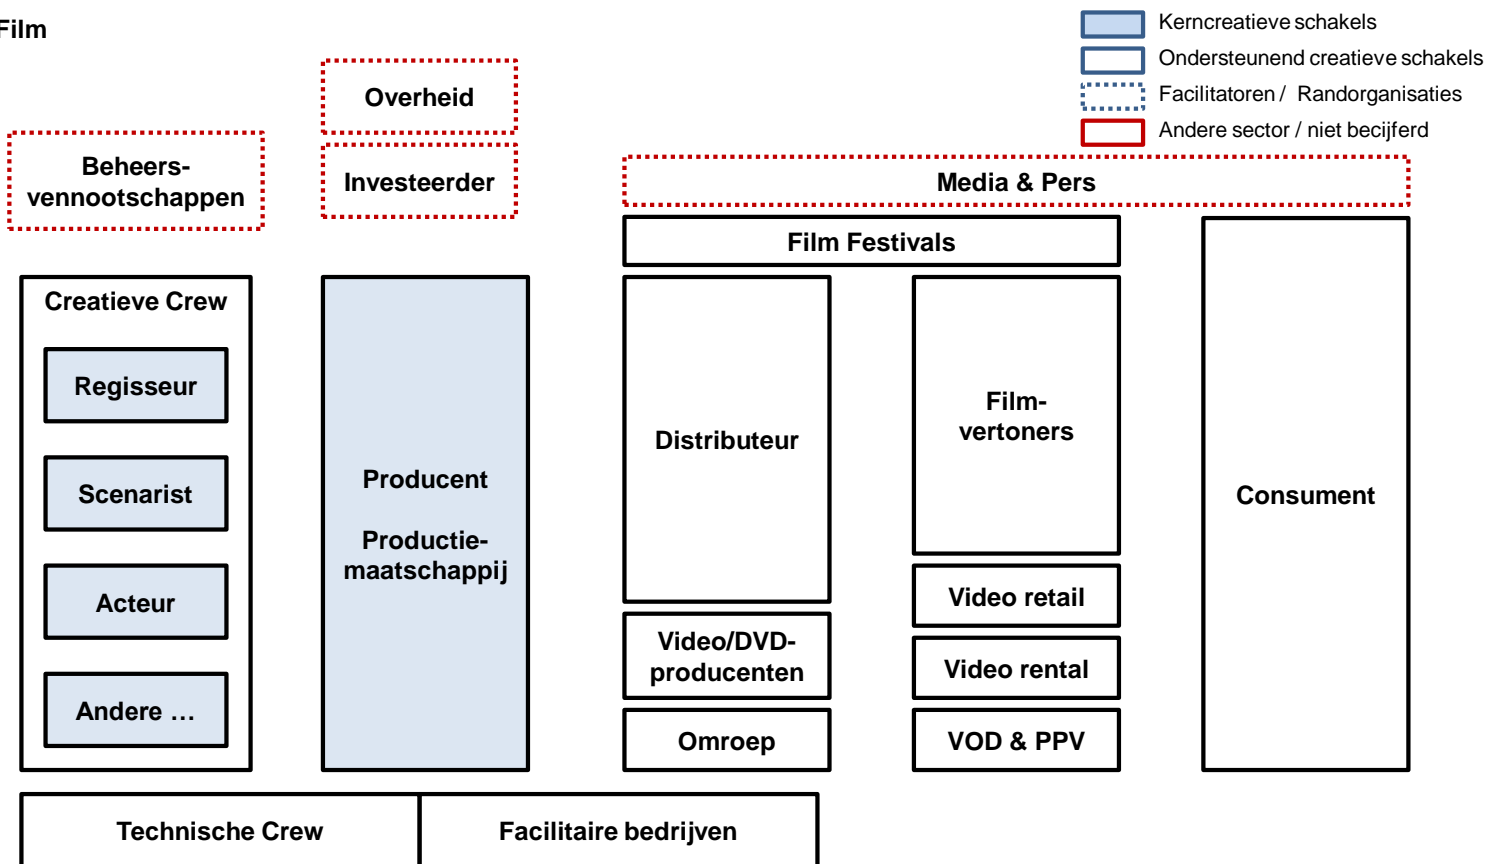 Film
Kerncreatieve schakels
Ondersteunend creatieve schakels
Facilitatoren / Randorganisaties
Andere sector / niet becijferd
Overheid
Beheers-
vennootschappen
Investeerder
Media & Pers
Film Festivals
Creatieve Crew
Regisseur
Scenarist
Acteur
Andere …
Producent
Productie-
maatschappij
Distributeur
Video/DVD-
producenten
Omroep
Film-
vertoners
Video retail
Video rental
VOD & PPV
Consument
Technische Crew
Facilitaire bedrijven